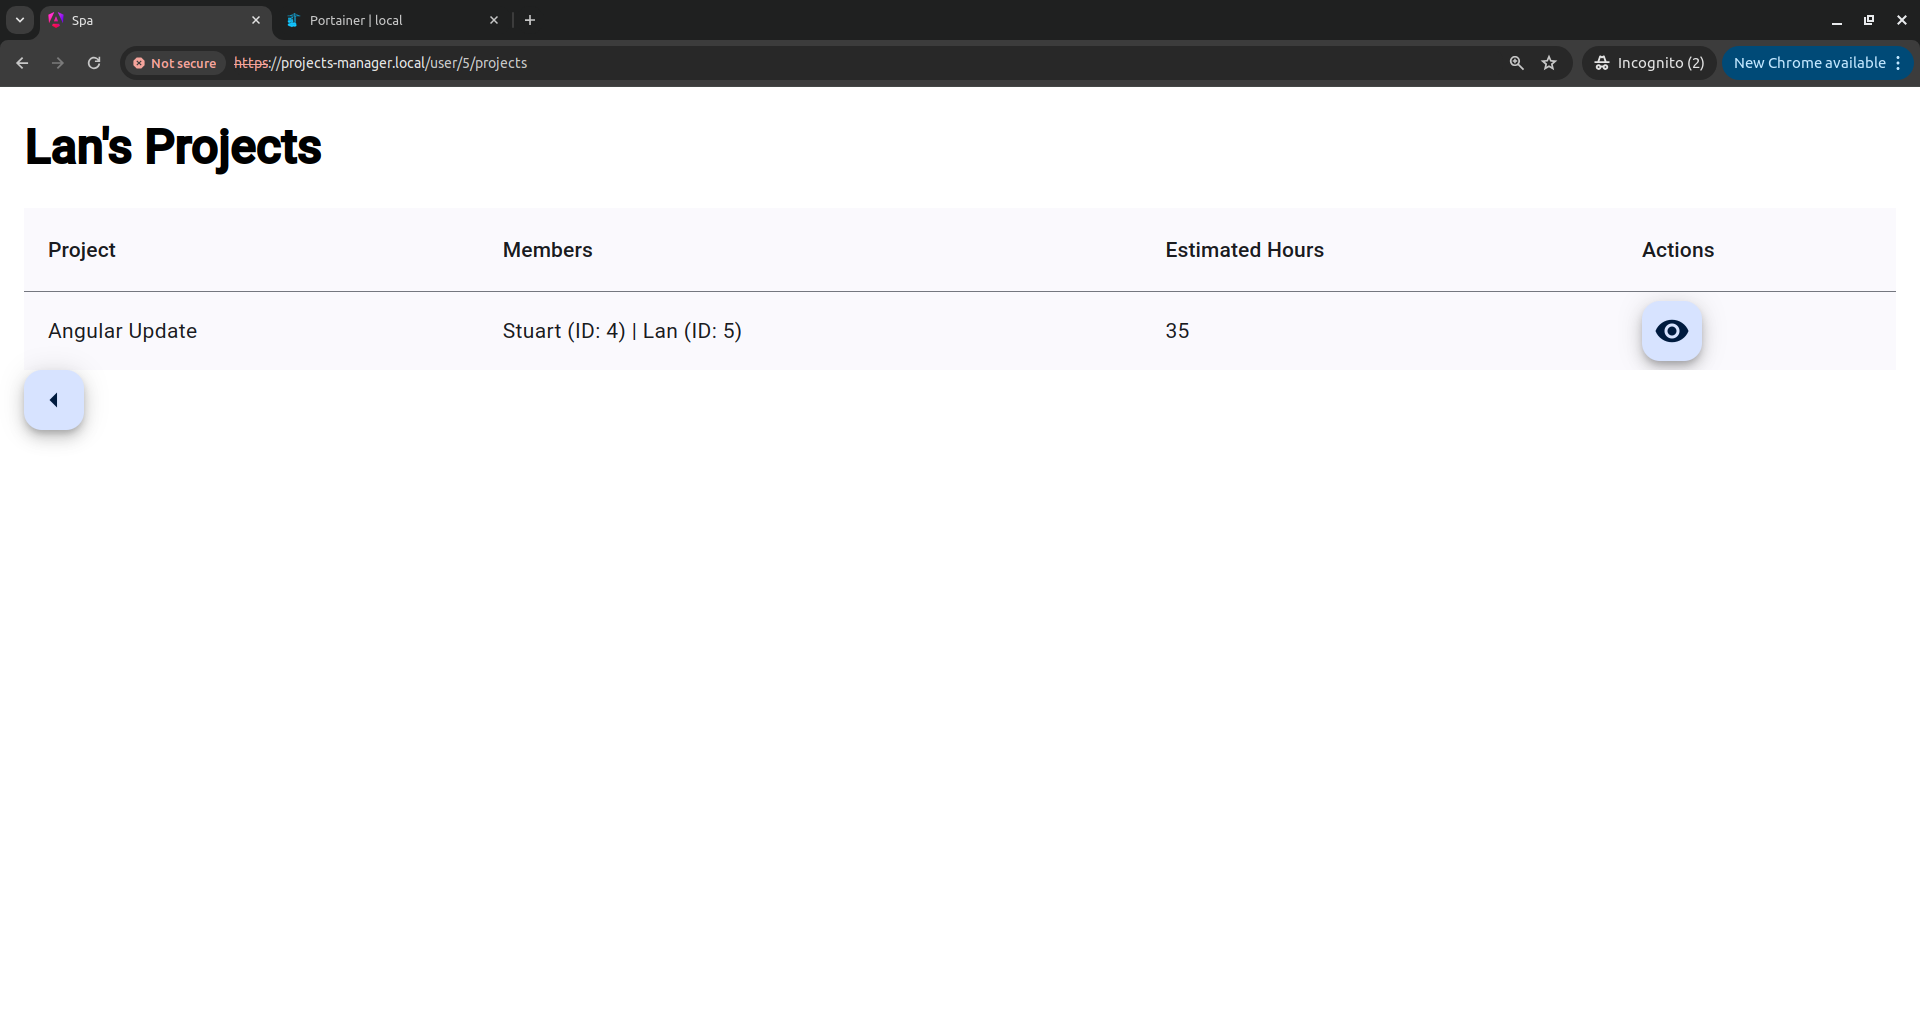 Spa
Portainer | local
Not secure
https://projects-manager.local/user/5/projects
Incognito (2)
New Chrome available
Lan's Projects
Project Members Estimated Hours Actions
Angular Update Stuart (ID: 4) | Lan (ID: 5) 35